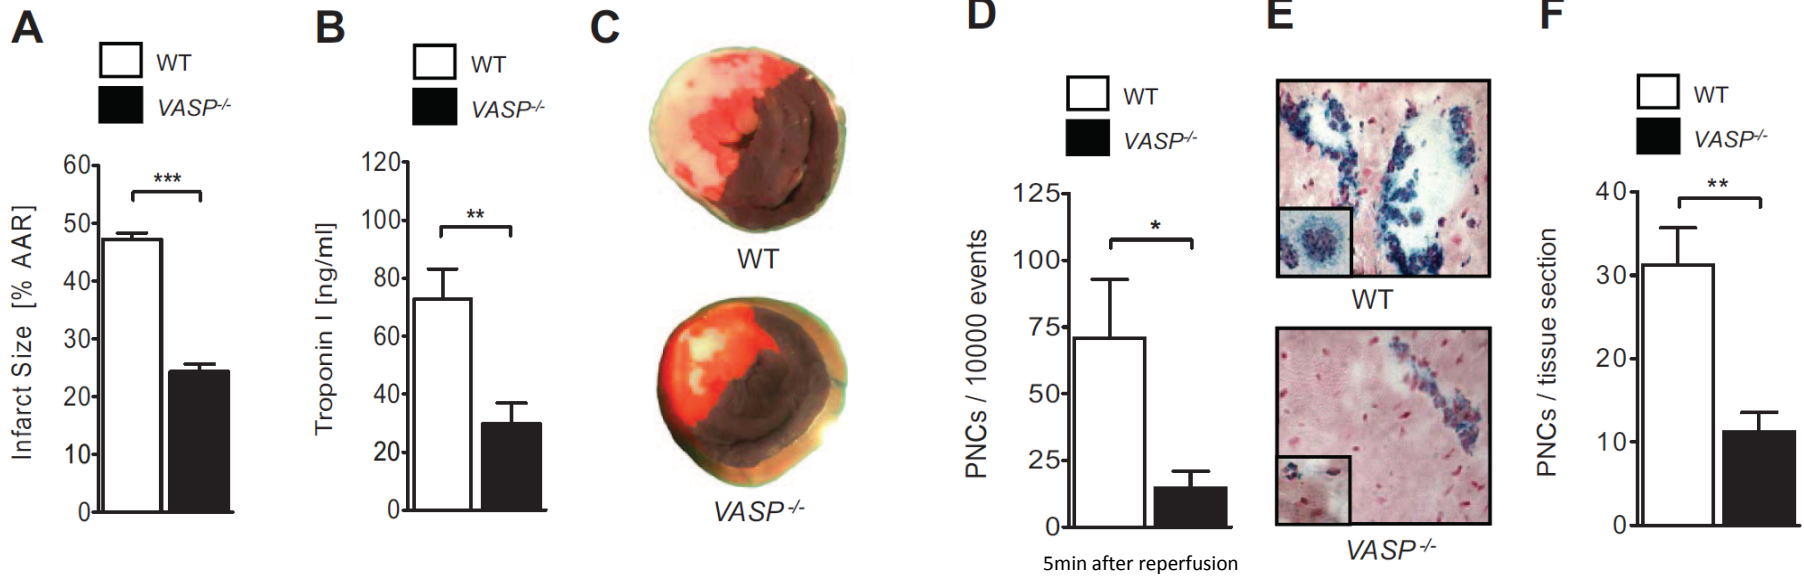 A
WT
VASP-/-
Infarct Size [% AAR]
60
50
40
30
20
10
0
***
B
WT
VASP-/-
Troponin I [ng/ml]
120
100
80
60
40
20
0
**
C
WT
VASP-/-
D
WT
VASP-/-
PNCs / 10000 events
125
100
75
50
25
0
*
5min after reperfusion
E
WT
VASP-/-
F
WT
VASP-/-
PNCs / tissue section
40
30
20
10
0
**